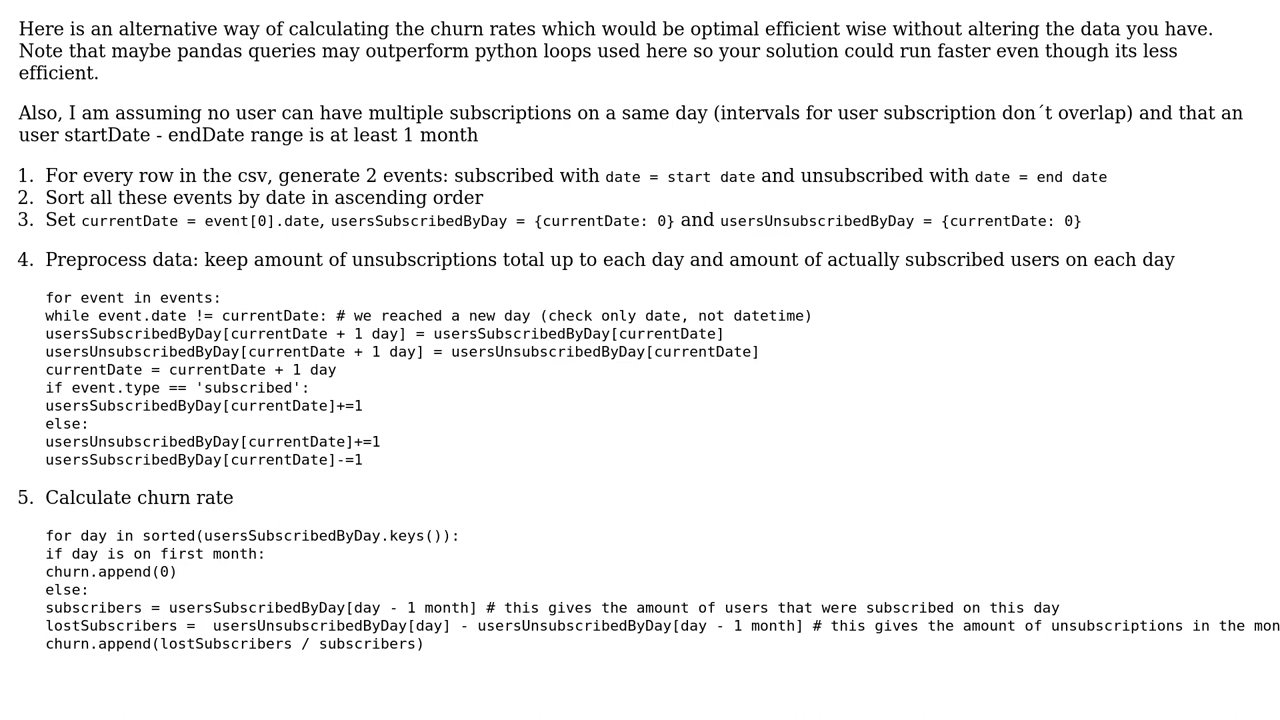 Here is an alternative way of calculating the churn rates which would be optimal efficient wise without altering the data you have.
Note that maybe pandas queries may outperform python loops used here so your solution could run faster even though its less
efficient.
Also, I am assuming no user can have multiple subscriptions on a same day (intervals for user subscription don´t overlap) and that an
user startDate - endDate range is at least 1 month
1. For every row in the csv, generate 2 events: subscribed with date = start date and unsubscribed with date = end date
2. Sort all these events by date in ascending order
3. Set currentDate = event[0].date, usersSubscribedByDay = {currentDate: 0} and usersUnsubscribedByDay = {currentDate: 0}
4. Preprocess data: keep amount of unsubscriptions total up to each day and amount of actually subscribed users on each day
for event in events:
while event.date != currentDate: # we reached a new day (check only date, not datetime)
usersSubscribedByDay[currentDate + 1 day] = usersSubscribedByDay[currentDate]
usersUnsubscribedByDay[currentDate + 1 day] = usersUnsubscribedByDay[currentDate]
currentDate = currentDate + 1 day
if event.type == 'subscribed':
usersSubscribedByDay[currentDate]+=1
else:
usersUnsubscribedByDay[currentDate]+=1
usersSubscribedByDay[currentDate]-=1
5. Calculate churn rate
for day in sorted(usersSubscribedByDay.keys()):
if day is on first month:
churn.append(0)
else:
subscribers = usersSubscribedByDay[day - 1 month] # this gives the amount of users that were subscribed on this day
lostSubscribers =  usersUnsubscribedByDay[day] - usersUnsubscribedByDay[day - 1 month] # this gives the amount of unsubscriptions in the mon
churn.append(lostSubscribers / subscribers)